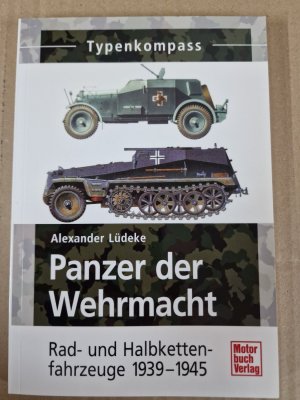 Typenkompass
Alexander Lüdeke
Panzer der
Wehrmacht
Rad- und Halbketten-
fahrzeuge 1939–1945
Motor
buch
Verlag